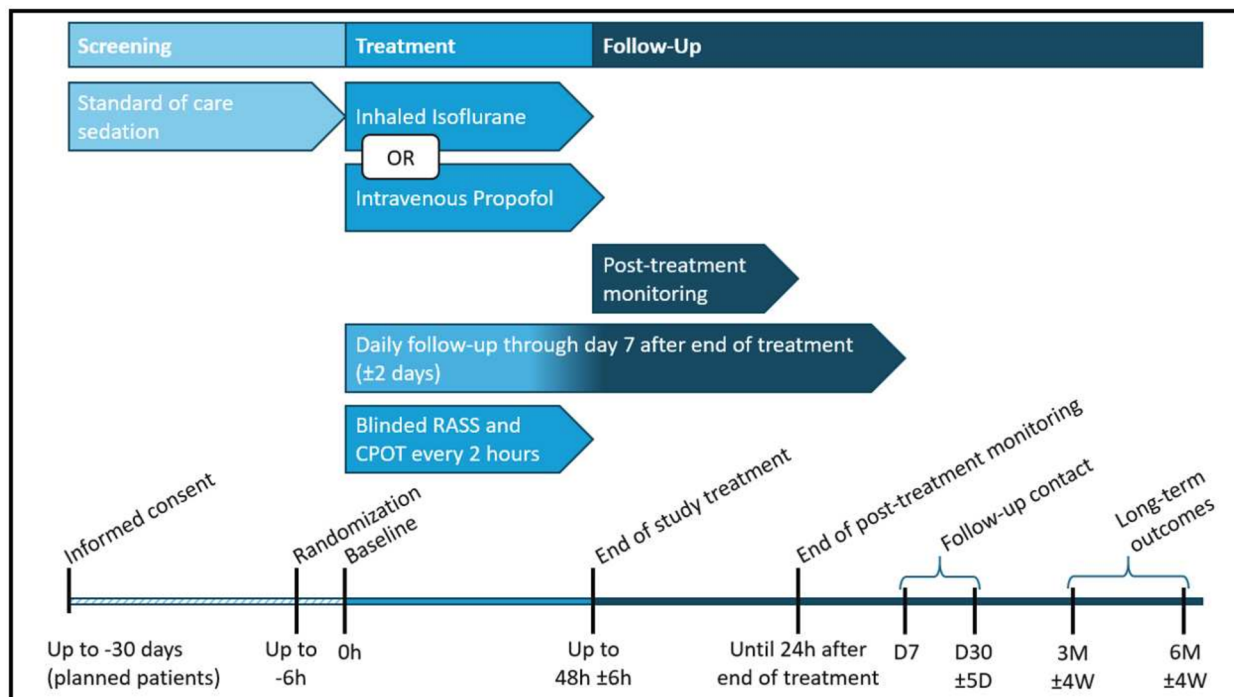 Screening
Treatment
Follow-Up
Standard of care
sedation
Inhaled Isoflurane
OR
Intravenous Propofol
Post-treatment
monitoring
Daily follow-up through day 7 after end of treatment
(±2 days)
Blinded RASS and
CPOT every 2 hours
Informed consent
Randomization
Baseline
End of study treatment
End of post-treatment monitoring
Follow-up contact
Long-term
outcomes
Up to -30 days
(planned patients)
Up to
-6h
0h
Up to
48h ±6h
Until 24h after
end of treatment
D7
D30
±5D
3M
±4W
6M
±4W